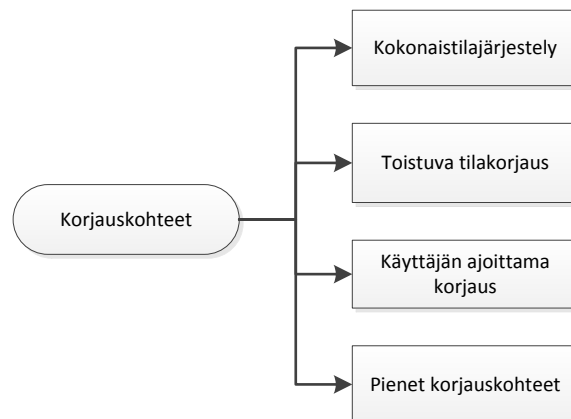 Kokonaistilajärjestely
Toistuva tilakorjaus
Korjauskohteet
Käyttäjän ajoittama
korjaus
Pienet korjauskohteet